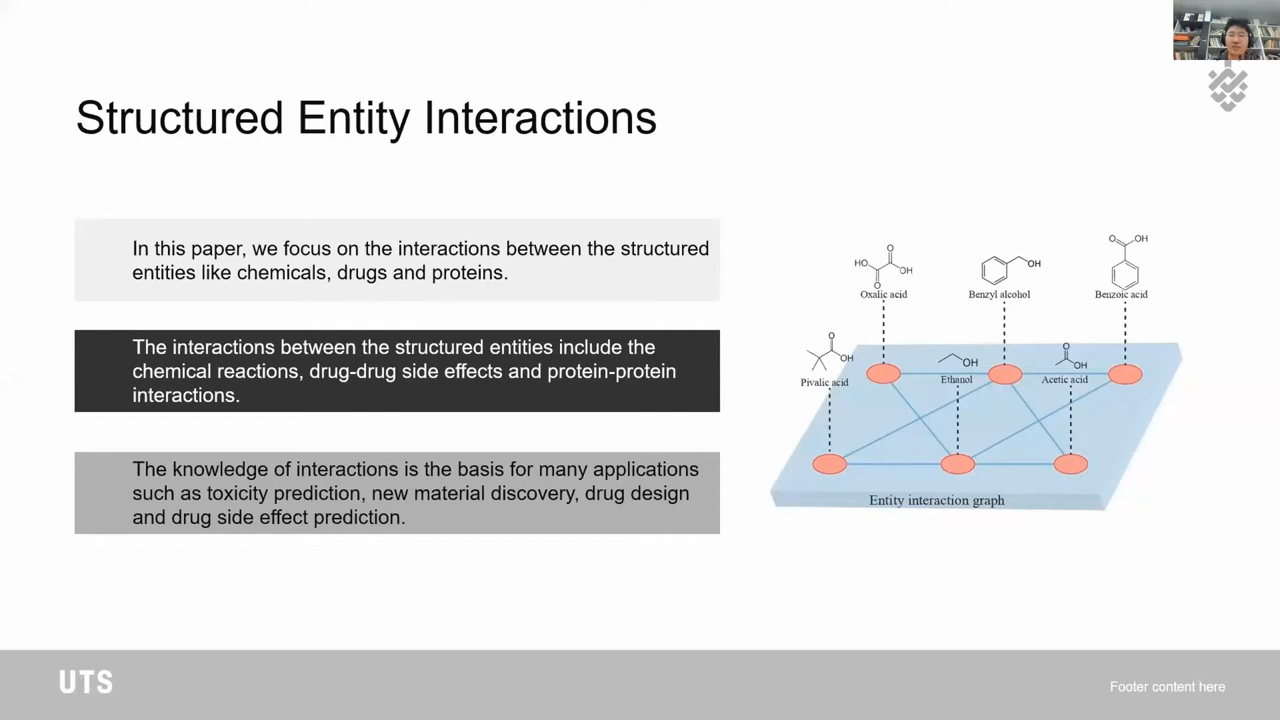 Structured Entity Interactions
In this paper, we focus on the interactions between the structured
entities like chemicals, drugs and proteins.
The interactions between the structured entities include the
chemical reactions, drug-drug side effects and protein-protein
interactions.
The knowledge of interactions is the basis for many applications
such as toxicity prediction, new material discovery, drug design
and drug side effect prediction.
O
HO
OH
O
Oxalic acid
OH
Benzyl alcohol
O
OH
Benzoic acid
O
OH
Pivalic acid
OH
Ethanol
O
OH
Acetic acid
Entity interaction graph
UTS
Footer content here